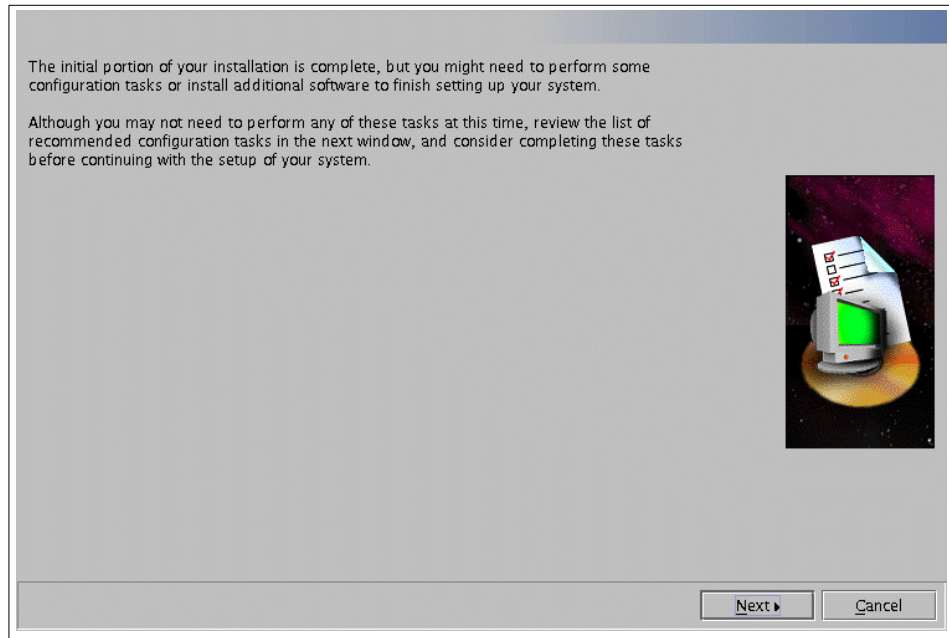 The initial portion of your installation is complete, but you might need to perform some
configuration tasks or install additional software to finish setting up your system.
Although you may not need to perform any of these tasks at this time, review the list of
recommended configuration tasks in the next window, and consider completing these tasks
before continuing with the setup of your system.
Next
Cancel